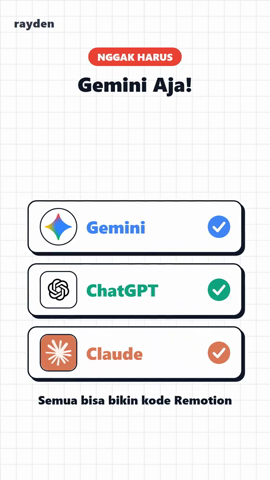 rayden
NGGAK HARUS
Gemini Aja!
Gemini
ChatGPT
Claude
Semua bisa bikin kode Remotion